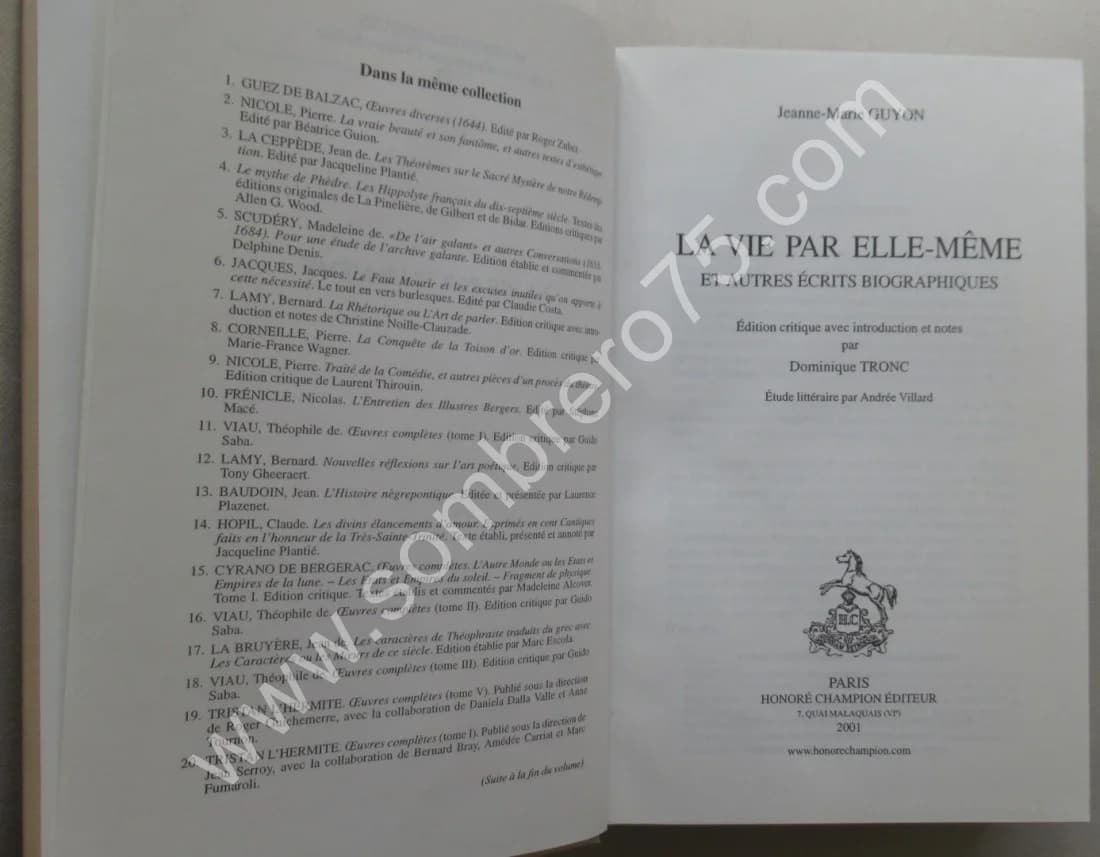 Dans la même collection
1. GUEZ DE BALZAC, Œuvres diverses (1644). Edité par Roger Zuber.
2. NICOLE, Pierre. La vraie beauté et son fantôme, et autres textes d'esthétique.
Edité par Béatrice Guion.
3. LA CEPPÈDE, Jean de. Les Théorèmes sur le Sacré Mystère de notre Rédemp-
tion. Edité par Jacqueline Plantié.
4. Le mythe de Phèdre. Les Hippolyte français du dix-septième siècle. Textes des
éditions originales de La Pinelière, de Gilbert et de Bidar. Editions critiques par
Allen G. Wood.
5. SCUDÉRY, Madeleine de. «De l'air galant» et autres Conversations (1653-
1684). Pour une étude de l'archive galante. Edition établie et commentée par
Delphine Denis.
6. JACQUES, Jacques. Le Faut Mourir et les excuses inutiles qu'on apporte à
cette nécessité. Le tout en vers burlesques. Edité par Claudie Costa.
7. LAMY, Bernard. La Rhétorique ou L'Art de parler. Edition critique avec intro-
duction et notes de Christine Noille-Clauzade.
8. CORNEILLE, Pierre. La Conquête de la Toison d'or. Edition critique par
Marie-France Wagner.
9. NICOLE, Pierre. Traité de la Comédie, et autres pièces d'un procès du théâtre.
Edition critique de Laurent Thirouin.
10. FRÉNICLE, Nicolas. L'Entretien des Illustres Bergers. Edité par Stéphane
Macé.
11. VIAU, Théophile de. Œuvres complètes (tome I). Edition critique par Guido
Saba.
12. LAMY, Bernard. Nouvelles réflexions sur l'art poétique. Edition critique par
Tony Gheeraert.
13. BAUDOIN, Jean. L'Histoire nègrepontique. Editée et présentée par Laurence
Plazenet.
14. HOPIL, Claude. Les divins élancements d'amour. Exprimés en cent Cantiques
faits en l'honneur de la Très-Sainte-Trinité. Texte établi, présenté et annoté par
Jacqueline Plantié.
15. CYRANO DE BERGERAC, Œuvres complètes. L'Autre Monde ou les Etats et
Empires de la lune. – Les Etats et Empires du soleil. – Fragment de physique.
Tome I. Edition critique. Textes établis et commentés par Madeleine Alcover.
16. VIAU, Théophile de. Œuvres complètes (tome II). Edition critique par Guido
Saba.
17. LA BRUYÈRE, Jean de. Les caractères de Théophraste traduits du grec avec
Les Caractères ou les Mœurs de ce siècle. Edition établie par Marc Escola.
18. VIAU, Théophile de. Œuvres complètes (tome III). Edition critique par Guido
Saba.
19. TRISTAN L'HERMITE. Œuvres complètes (tome V). Publié sous la direction
de Roger Guichemerre, avec la collaboration de Daniela Dalla Valle et Anne
Tournon.
20. TRISTAN L'HERMITE. Œuvres complètes (tome I). Publié sous la direction de
Jean Serroy, avec la collaboration de Bernard Bray, Amédée Carriat et Marc
Fumaroli.
(Suite à la fin du volume)
Jeanne-Marie GUYON
LA VIE PAR ELLE-MÊME
ET AUTRES ÉCRITS BIOGRAPHIQUES
Édition critique avec introduction et notes
par
Dominique TRONC
Étude littéraire par Andrée Villard
H.C
PARIS
HONORÉ CHAMPION ÉDITEUR
7, QUAI MALAQUAIS (VIᵉ)
2001
www.honorechampion.com
www.sombrero75.com